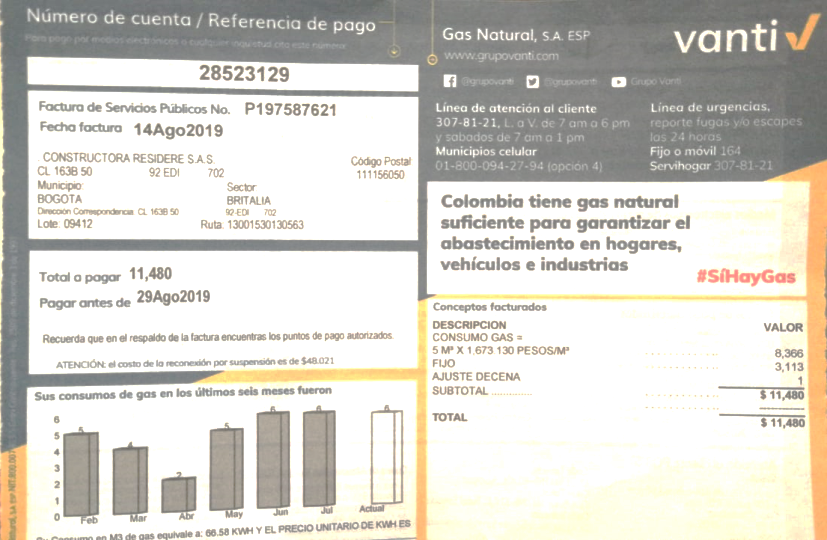 Número de cuenta / Referencia de pago
Para pago por medios electrónicos o cualquier inquietud cite este número
28523129
Factura de Servicios Públicos No. P197587621
Fecha factura 14Ago2019
CONSTRUCTORA RESIDERE S.A.S.
Código Postal
CL 163B 50 92 EDI 702
111156050
Municipio Sector
BOGOTA BRITALIA
Dirección Correspondencia: CL 163B 50 92-EDI 702
Lote: 09412 Ruta: 13001530130563
Total a pagar 11,480
Pagar antes de 29Ago2019
Recuerda que en el respaldo de la factura encuentras los puntos de pago autorizados.
ATENCIÓN: el costo de la reconexión por suspensión es de $48.021
Sus consumos de gas en los últimos seis meses fueron
6
5
4
3
2
1
0
5 4 2 5 6 6 6
Feb Mar Abr May Jun Jul Actual
Consumo en M3 de gas equivale a: 66.58 KWH Y EL PRECIO UNITARIO DE KWH ES
Gas Natural, S.A. ESP
www.grupovanti.com
vanti
@grupovanti @grupovanti Grupo Vanti
Línea de atención al cliente
307-81-21, L. a V. de 7 am a 6 pm
y sábados de 7 am a 1 pm
Municipios celular
01-800-094-27-94 (opción 4)
Línea de urgencias,
reporte fugas y/o escapes
las 24 horas
Fijo o móvil 164
Servihogar 307-81-21
Colombia tiene gas natural
suficiente para garantizar el
abastecimiento en hogares,
vehículos e industrias
#SíHayGas
Conceptos facturados
DESCRIPCION VALOR
CONSUMO GAS =
5 M³ X 1.673 130 PESOS/M³ 8,366
FIJO 3,113
AJUSTE DECENA 1
SUBTOTAL $ 11,480
TOTAL $ 11,480